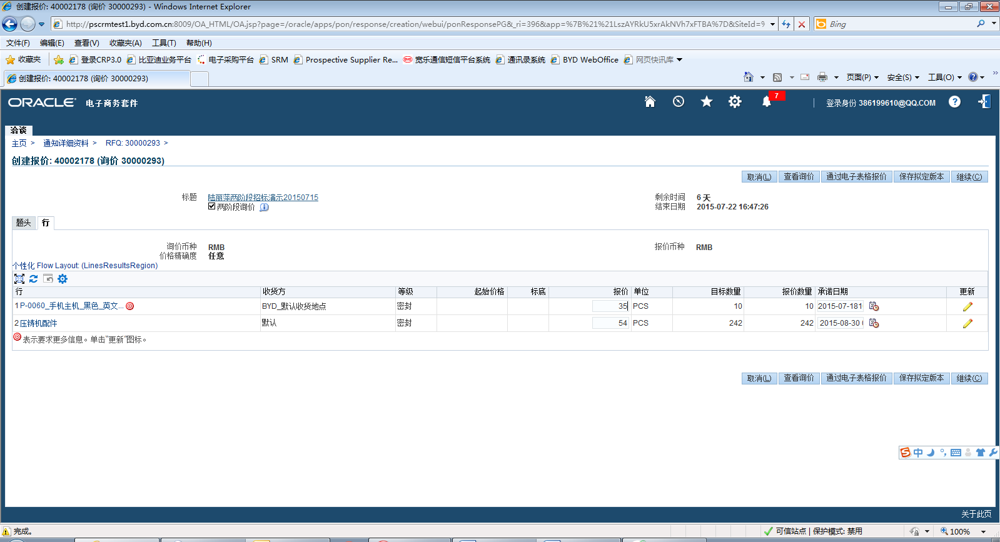 创建报价: 40002178 (询价 30000293) - Windows Internet Explorer
http://pscrmtest1.byd.com.cn:8009/OA_HTML/OA.jsp?page=/oracle/apps/pon/response/creation/webui/ponResponsePG&_ri=396&app=%7B%21%21LszAYRkU5xrAkNVh7xFTBA%7D&SiteId=9
Bing
文件(F) 编辑(E) 查看(V) 收藏夹(A) 工具(T) 帮助(H)
收藏夹 登录CRP3.0 比亚迪业务平台 电子采购平台 SRM Prospective Supplier Re... 宽乐通信短信平台系统 通讯录系统 BYD WebOffice 网页快讯库
创建报价: 40002178 (询价 30000293)
页面(P) 安全(S) 工具(O)
ORACLE 电子商务套件
7
登录身份 386199610@QQ.COM
洽谈
主页 > 通知详细资料 > RFQ: 30000293 >
创建报价: 40002178 (询价 30000293)
取消(L) 查看询价 通过电子表格报价 保存拟定版本 继续(C)
标题 陆丽萍两阶段招标演示20150715
剩余时间 6 天
两阶段询价
结束日期 2015-07-22 16:47:26
题头 行
询价币种 RMB
报价币种 RMB
价格精确度 任意
个性化 Flow Layout: (LinesResultsRegion)
行 收货方 等级 起始价格 标底 报价 单位 目标数量 报价数量 承诺日期 更新
1 P-0060_手机主机_黑色_英文... BYD_默认收货地点 密封 35 PCS 10 10 2015-07-181
2 压铸机配件 默认 密封 54 PCS 242 242 2015-08-30
表示要求更多信息。单击"更新"图标。
取消(L) 查看询价 通过电子表格报价 保存拟定版本 继续(C)
中
关于此页
完成。
可信站点 | 保护模式: 禁用
100%